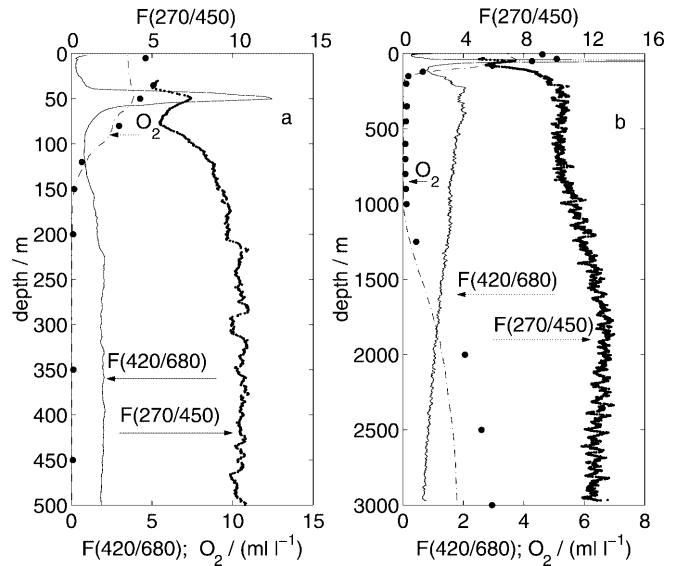 F(270/450)
0 5 10 15
0
50
100
150
200
250
300
350
400
450
500
depth / m
a
O2
F(420/680)
F(270/450)
0 5 10 15
F(420/680); O2 / (ml l−1)
F(270/450)
0 4 8 12 16
0
500
1000
1500
2000
2500
3000
depth / m
b
O2
F(420/680)
F(270/450)
0 2 4 6 8
F(420/680); O2 / (ml l−1)